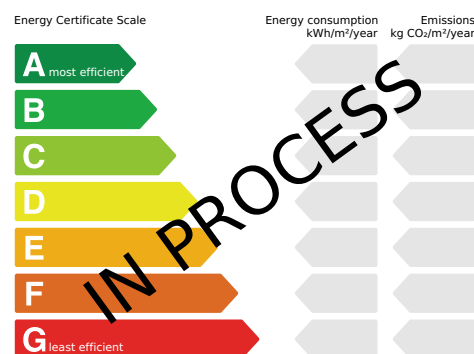 Energy Certificate Scale
Energy consumption
kWh/m²/year
Emissions
kg CO₂/m²/year
A most efficient
B
C
D
E
F
G least efficient
IN PROCESS